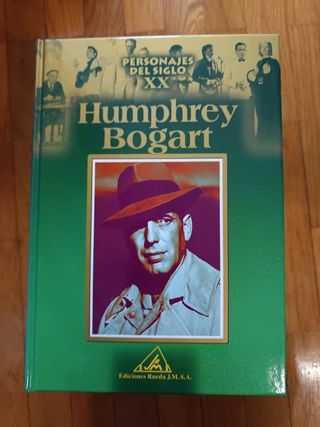 PERSONAJES
DEL SIGLO
XX
Humphrey
Bogart
Ediciones Rueda J.M. S.A.